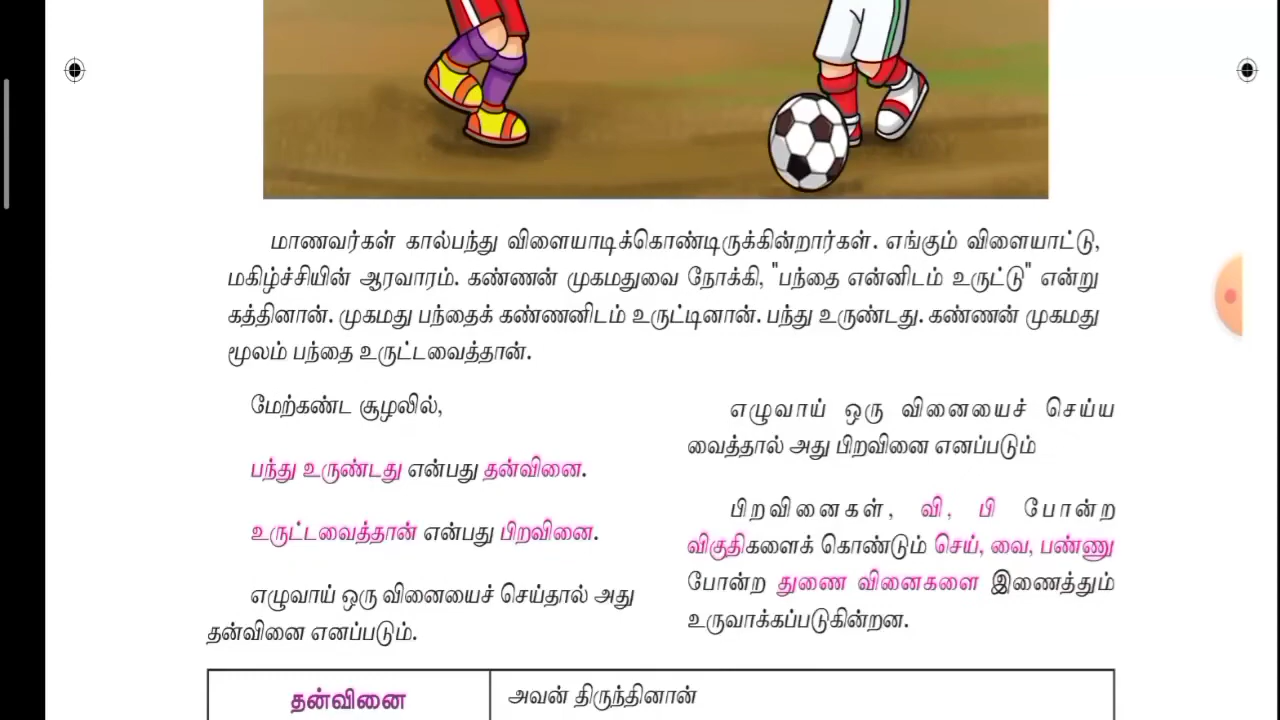 மாணவர்கள் கால்பந்து விளையாடிக்கொண்டிருக்கின்றார்கள். எங்கும் விளையாட்டு,
மகிழ்ச்சியின் ஆரவாரம். கண்ணன் முகமதுவை நோக்கி, "பந்தை என்னிடம் உருட்டு" என்று
கத்தினான். முகமது பந்தைக் கண்ணனிடம் உருட்டினான். பந்து உருண்டது. கண்ணன் முகமது
மூலம் பந்தை உருட்டவைத்தான்.
மேற்கண்ட சூழலில்,
பந்து உருண்டது என்பது தன்வினை.
உருட்டவைத்தான் என்பது பிறவினை.
எழுவாய் ஒரு வினையைச் செய்தால் அது
தன்வினை எனப்படும்.
எழுவாய் ஒரு வினையைச் செய்ய
வைத்தால் அது பிறவினை எனப்படும்
பிறவினைகள், வி, பி போன்ற
விகுதிகளைக் கொண்டும் செய், வை, பண்ணு
போன்ற துணை வினைகளை இணைத்தும்
உருவாக்கப்படுகின்றன.
தன்வினை
அவன் திருந்தினான்